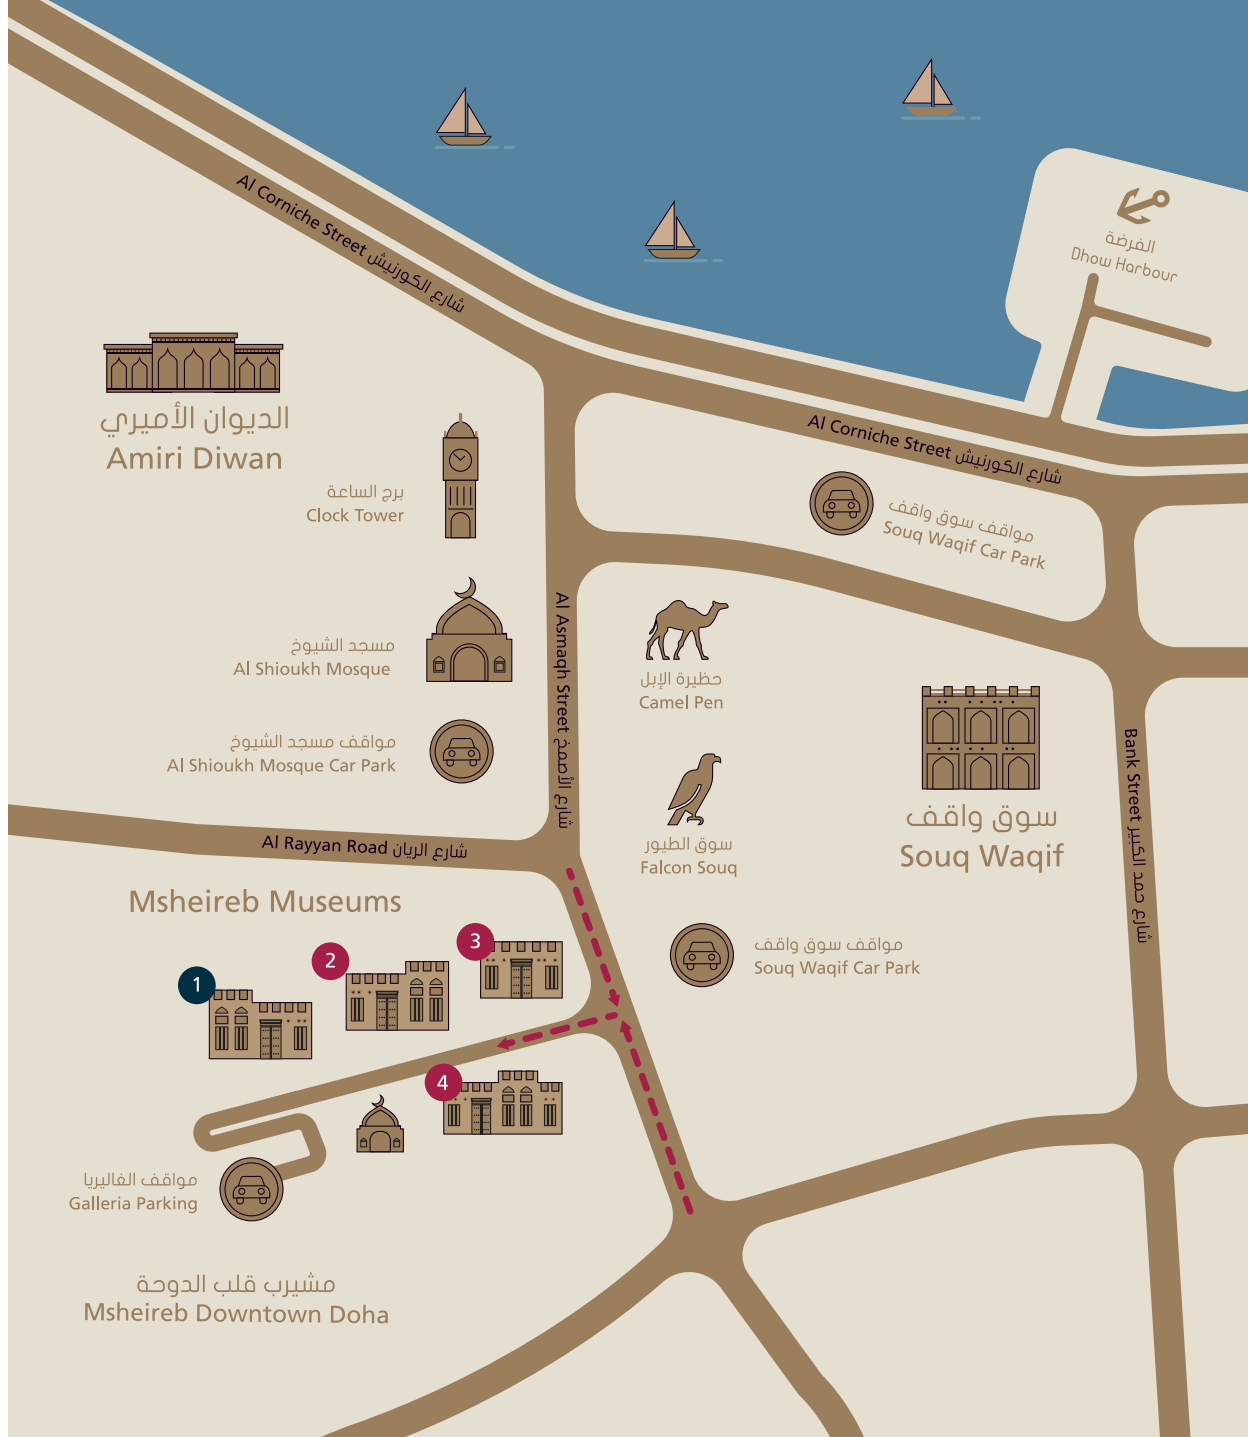 Al Corniche Street شارع الكورنيش
الفرضة
Dhow Harbour
الديوان الأميري
Amiri Diwan
برج الساعة
Clock Tower
Al Corniche Street شارع الكورنيش
مواقف سوق واقف
Souq Waqif Car Park
مسجد الشيوخ
Al Shioukh Mosque
Al Asmaqh Street شارع الأصمخ
حظيرة الإبل
Camel Pen
مواقف مسجد الشيوخ
Al Shioukh Mosque Car Park
Bank Street شارع حمد الكبير
سوق واقف
Souq Waqif
Al Rayyan Road شارع الريان
سوق الطيور
Falcon Souq
Msheireb Museums
مواقف سوق واقف
Souq Waqif Car Park
3
2
1
4
مواقف الغاليريا
Galleria Parking
مشيرب قلب الدوحة
Msheireb Downtown Doha